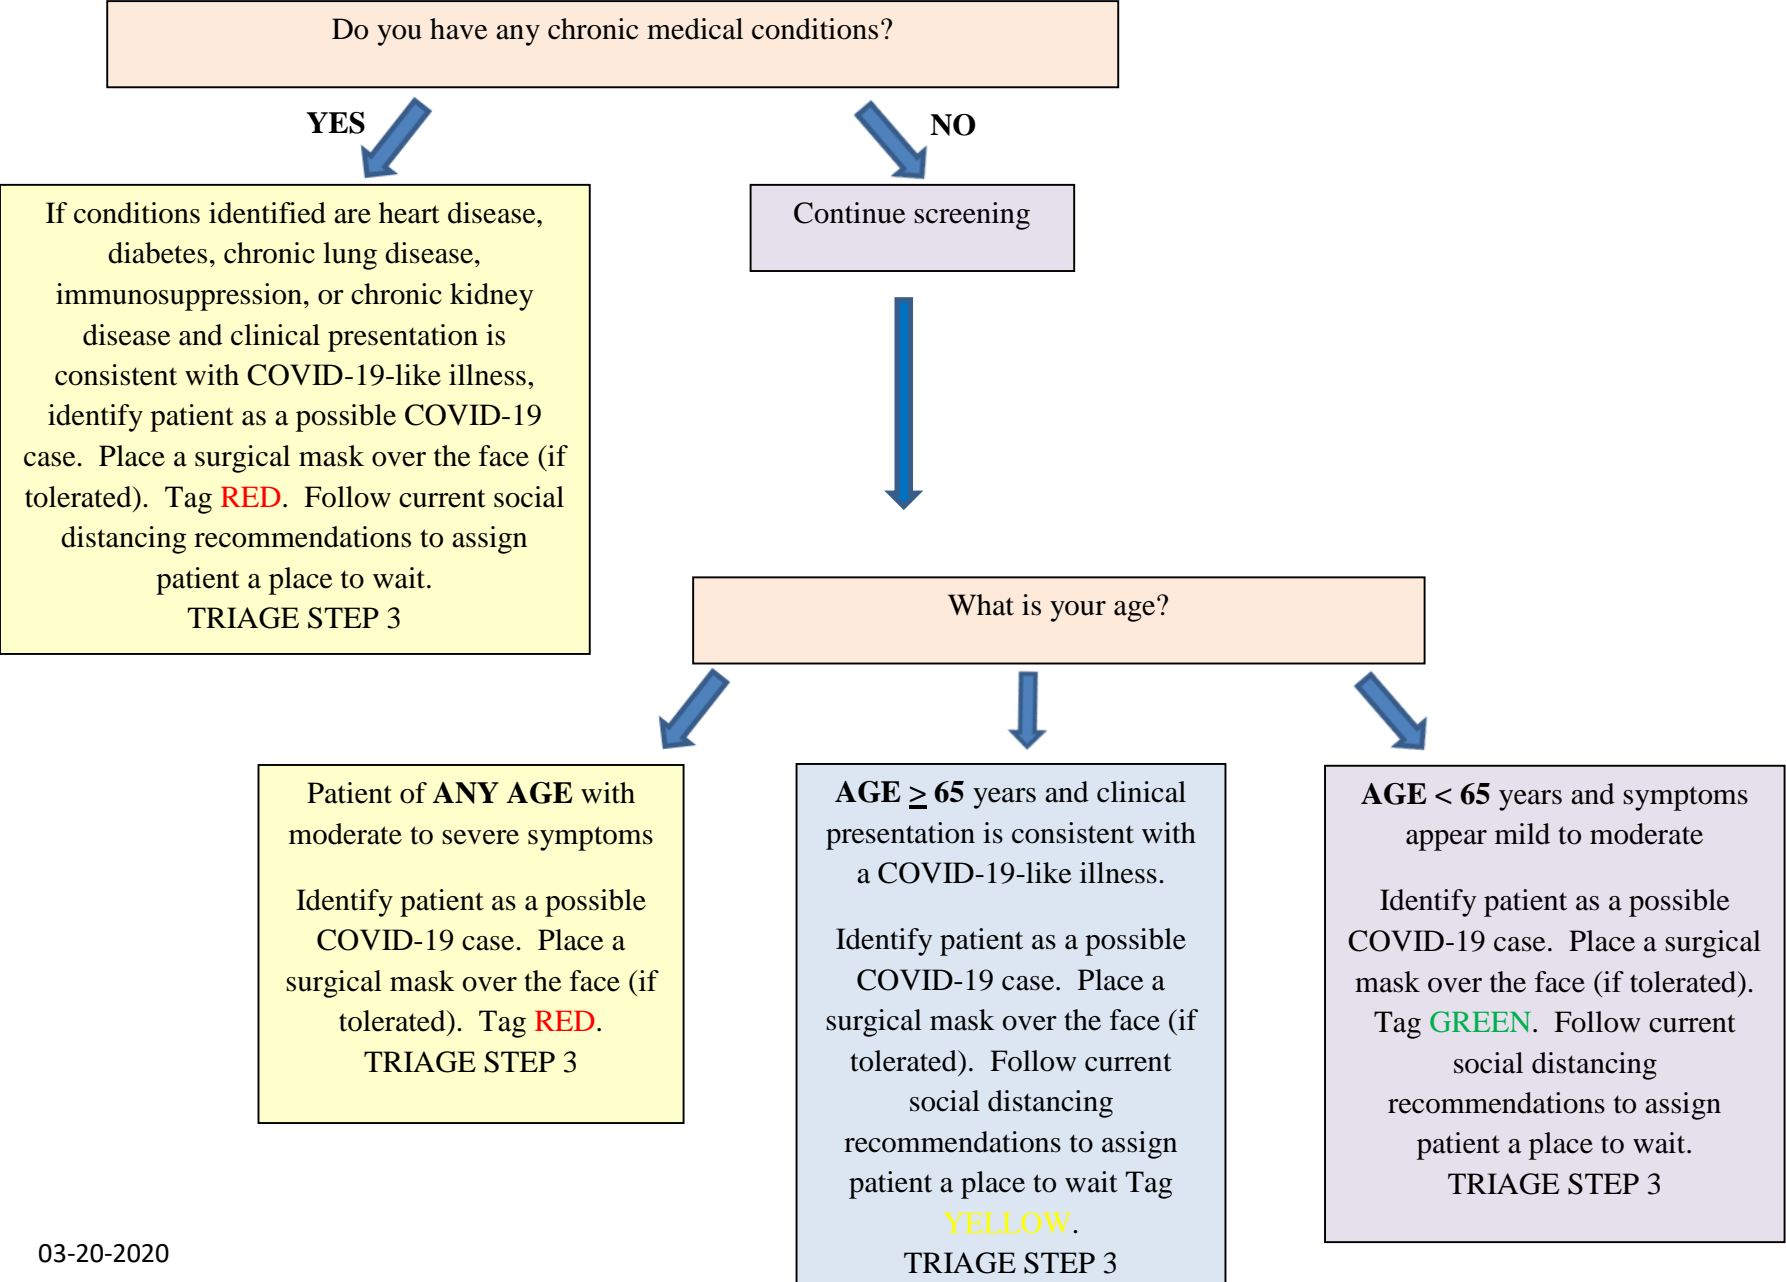 Do you have any chronic medical conditions?
YES
NO
If conditions identified are heart disease,
diabetes, chronic lung disease,
immunosuppression, or chronic kidney
disease and clinical presentation is
consistent with COVID-19-like illness,
identify patient as a possible COVID-19
case.  Place a surgical mask over the face (if
tolerated).  Tag RED.  Follow current social
distancing recommendations to assign
patient a place to wait.
TRIAGE STEP 3
Continue screening
What is your age?
Patient of ANY AGE with
moderate to severe symptoms
Identify patient as a possible
COVID-19 case.  Place a
surgical mask over the face (if
tolerated).  Tag RED.
TRIAGE STEP 3
AGE ≥ 65 years and clinical
presentation is consistent with
a COVID-19-like illness.
Identify patient as a possible
COVID-19 case.  Place a
surgical mask over the face (if
tolerated).  Follow current
social distancing
recommendations to assign
patient a place to wait Tag
YELLOW.
TRIAGE STEP 3
AGE < 65 years and symptoms
appear mild to moderate
Identify patient as a possible
COVID-19 case.  Place a surgical
mask over the face (if tolerated).
Tag GREEN.  Follow current
social distancing
recommendations to assign
patient a place to wait.
TRIAGE STEP 3
03-20-2020